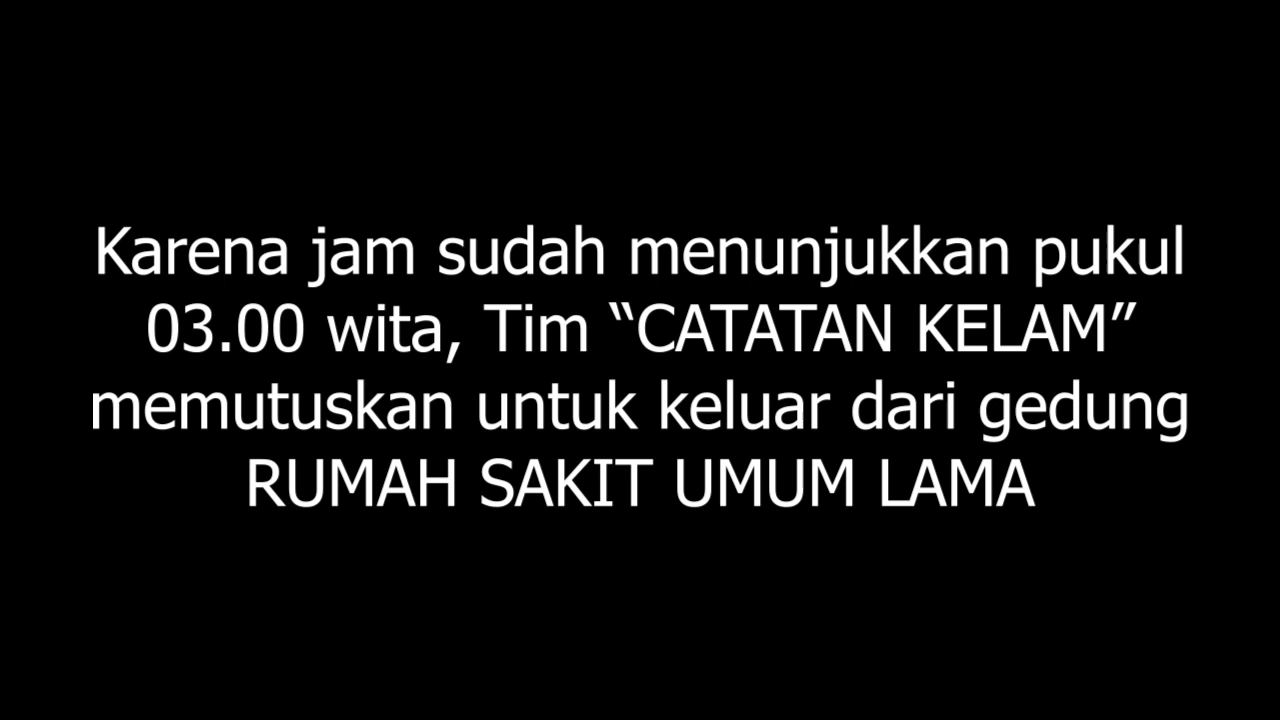 Karena jam sudah menunjukkan pukul
03.00 wita, Tim “CATATAN KELAM”
memutuskan untuk keluar dari gedung
RUMAH SAKIT UMUM LAMA